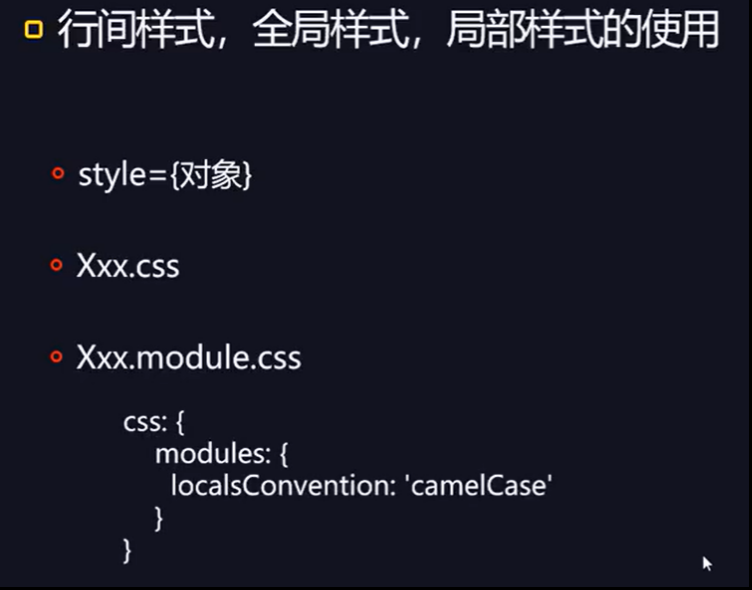 行间样式，全局样式，局部样式的使用
style={对象}
Xxx.css
Xxx.module.css
css: {
modules: {
localsConvention: 'camelCase'
}
}